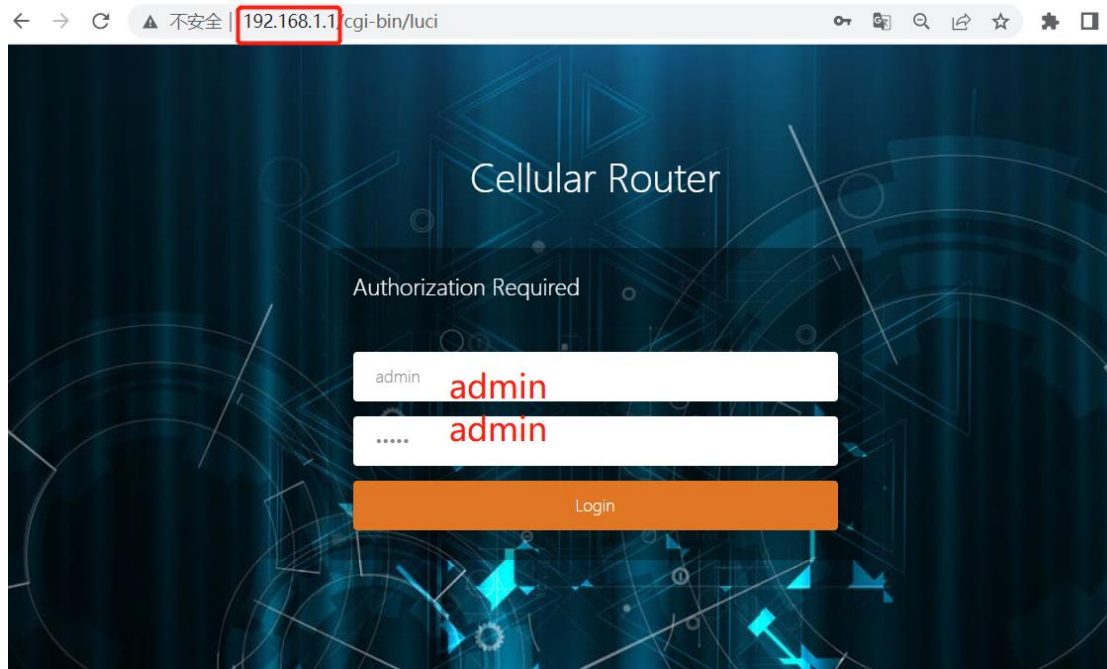 不安全 | 192.168.1.1/cgi-bin/luci
Cellular Router
Authorization Required
admin admin
••••• admin
Login